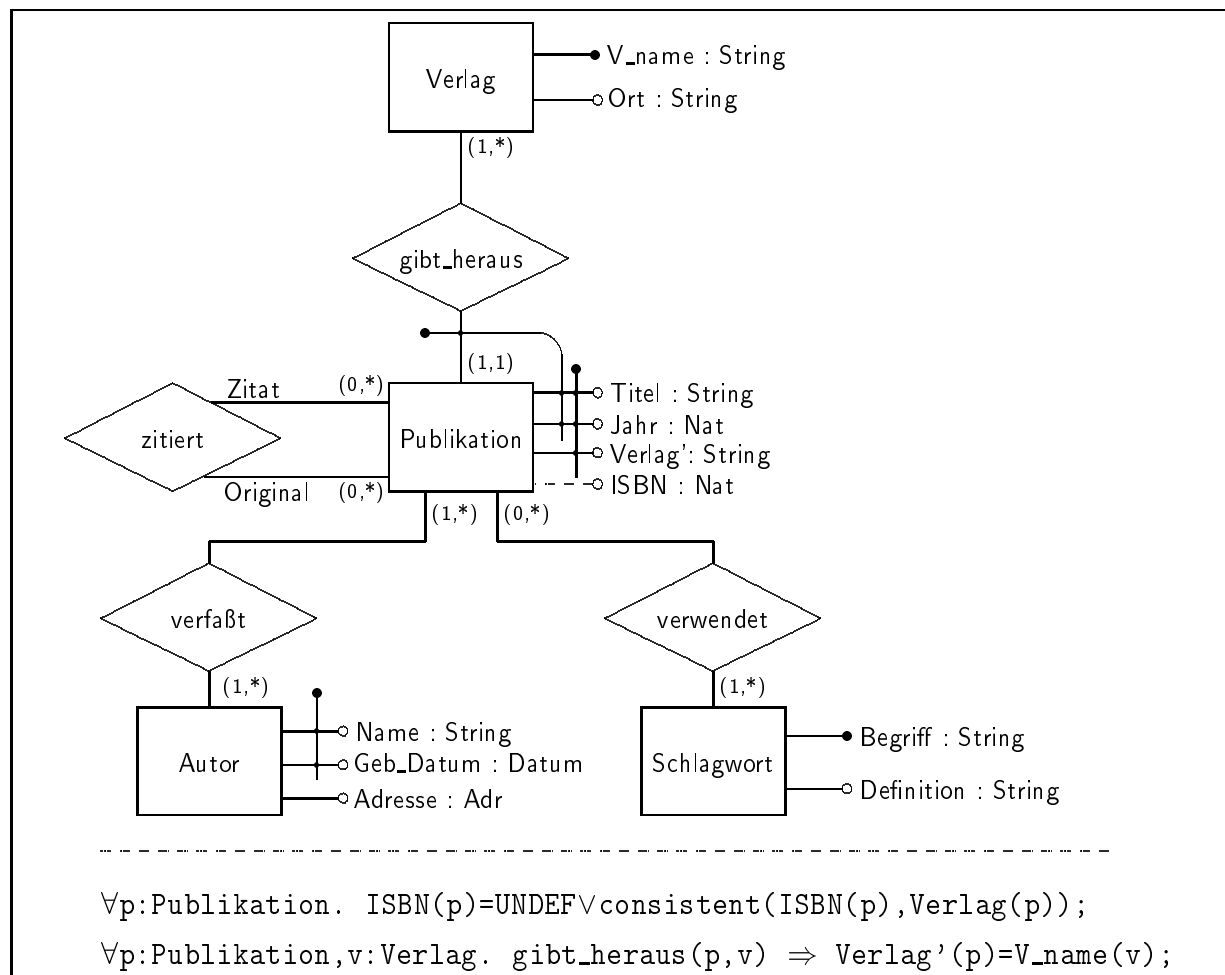 V_name : String
Verlag
Ort : String
(1,*)
gibt_heraus
(1,1)
Zitat
(0,*)
Titel : String
Jahr : Nat
zitiert
Publikation
Verlag': String
ISBN : Nat
Original
(0,*)
(1,*)
(0,*)
verfaßt
verwendet
(1,*)
(1,*)
Name : String
Begriff : String
Autor
Geb_Datum : Datum
Schlagwort
Adresse : Adr
Definition : String
∀p:Publikation. ISBN(p)=UNDEF∨consistent(ISBN(p),Verlag(p));
∀p:Publikation,v:Verlag. gibt_heraus(p,v) ⇒ Verlag'(p)=V_name(v);